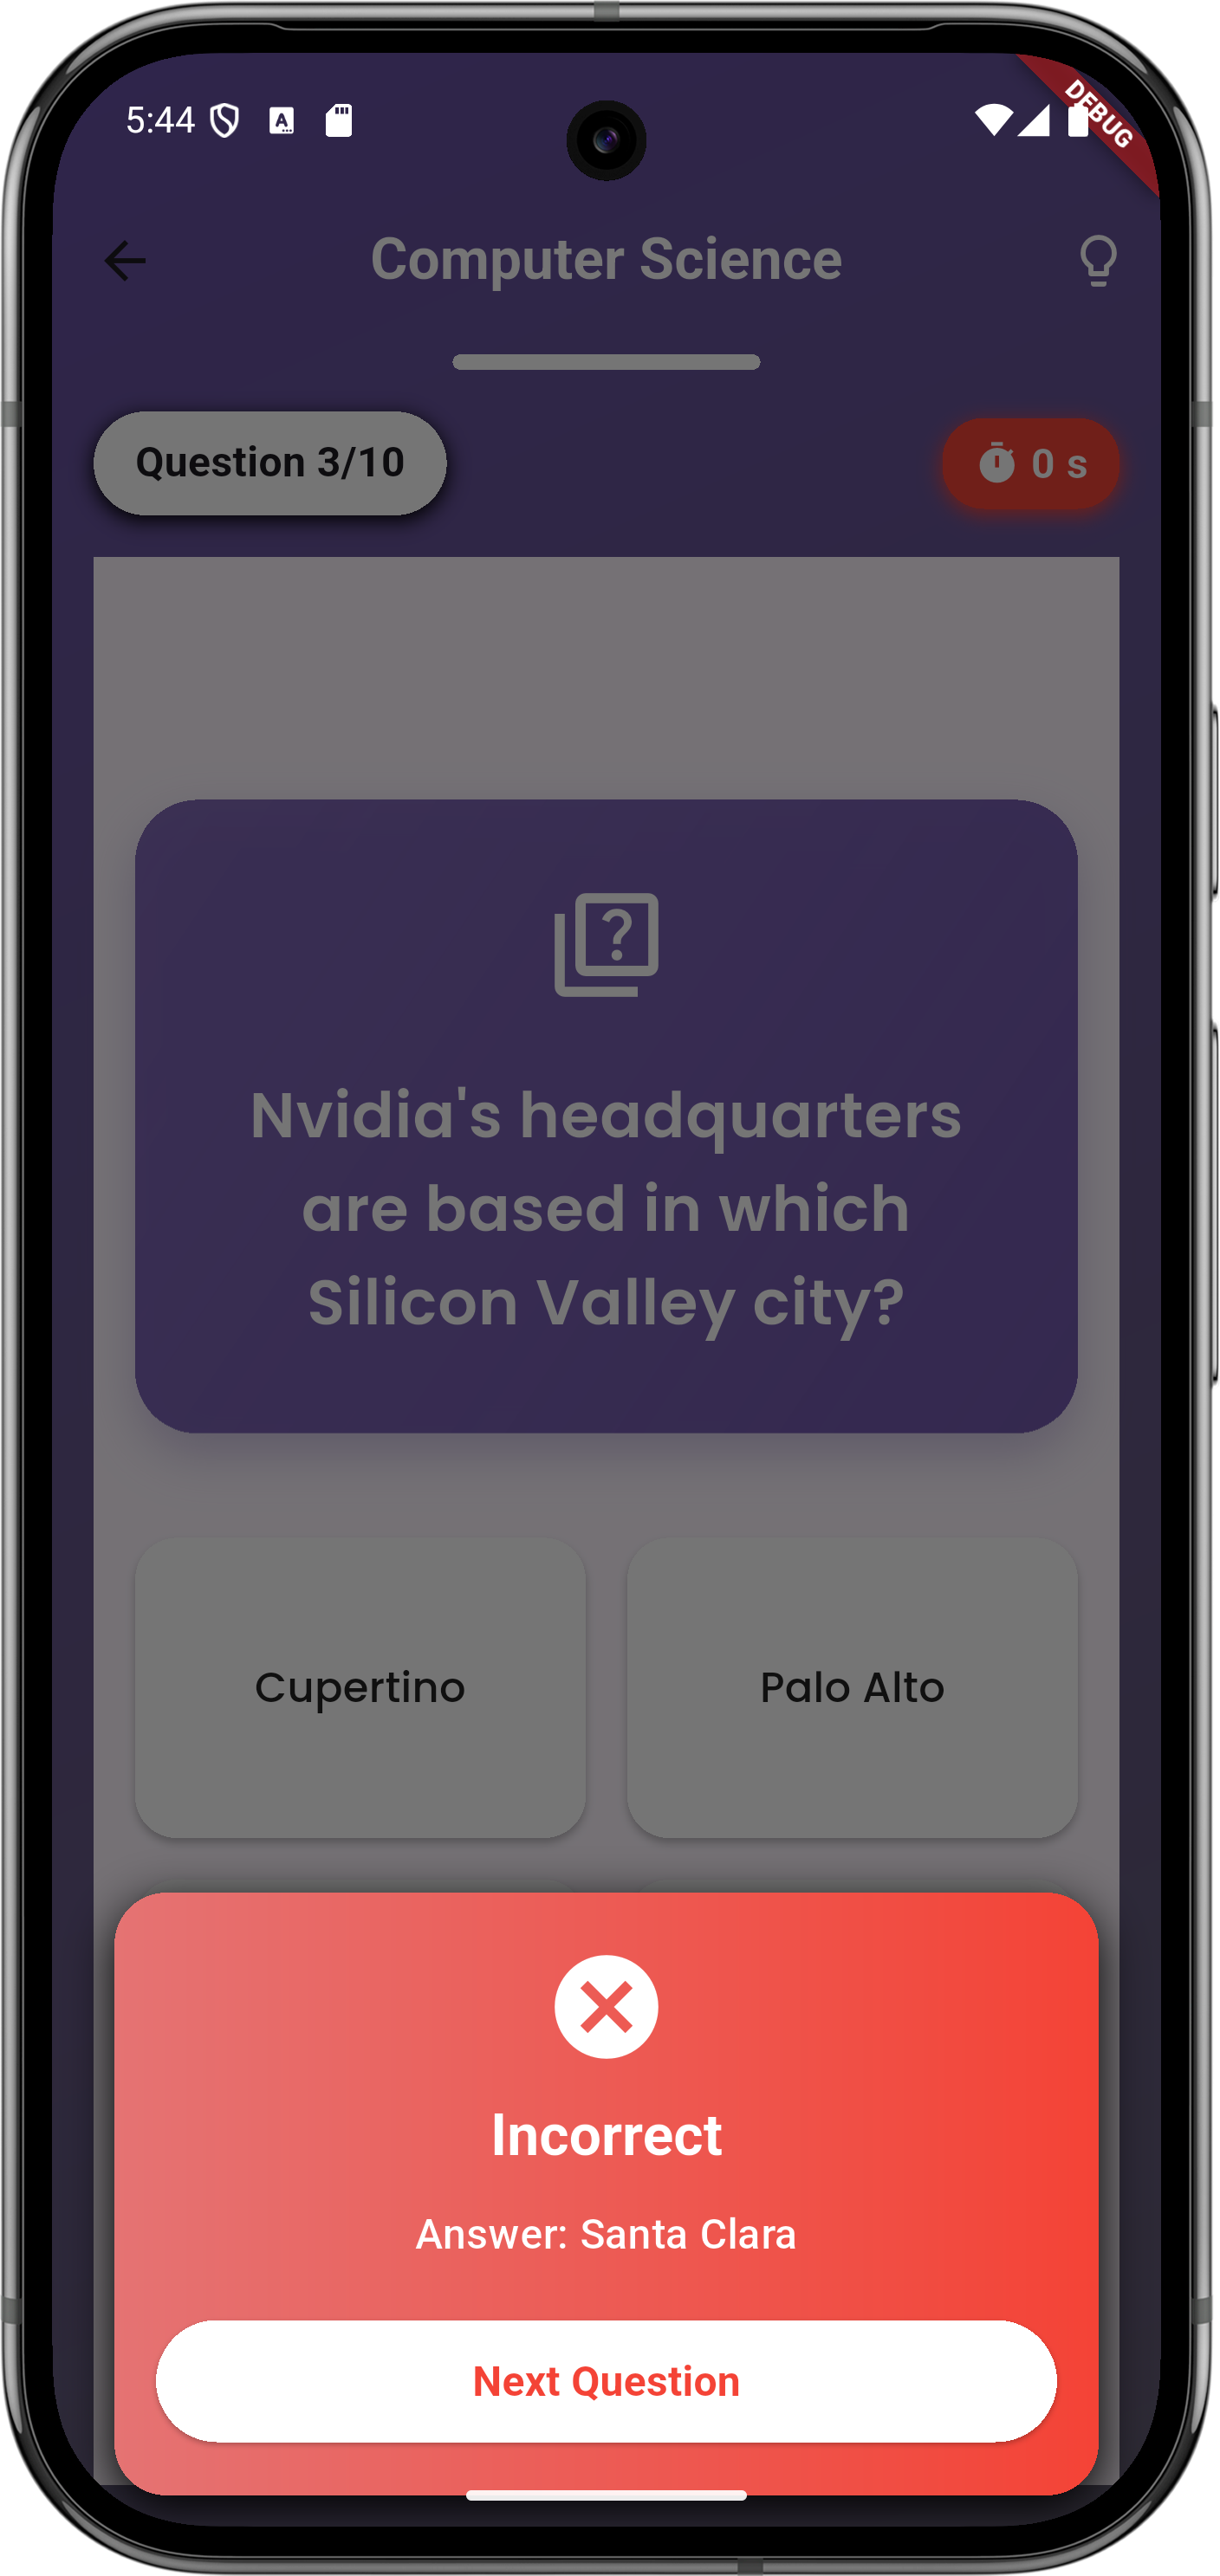 5:44
DEBUG
Computer Science
Question 3/10
0 s
Nvidia's headquarters
are based in which
Silicon Valley city?
Cupertino
Palo Alto
Incorrect
Answer: Santa Clara
Next Question